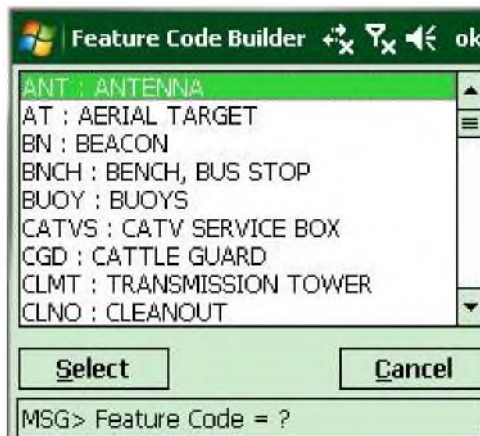 Feature Code Builder ok
ANT : ANTENNA
AT : AERIAL TARGET
BN : BEACON
BNCH : BENCH, BUS STOP
BUOY : BUOYS
CATVS : CATV SERVICE BOX
CGD : CATTLE GUARD
CLMT : TRANSMISSION TOWER
CLNO : CLEANOUT
Select Cancel
MSG> Feature Code = ?